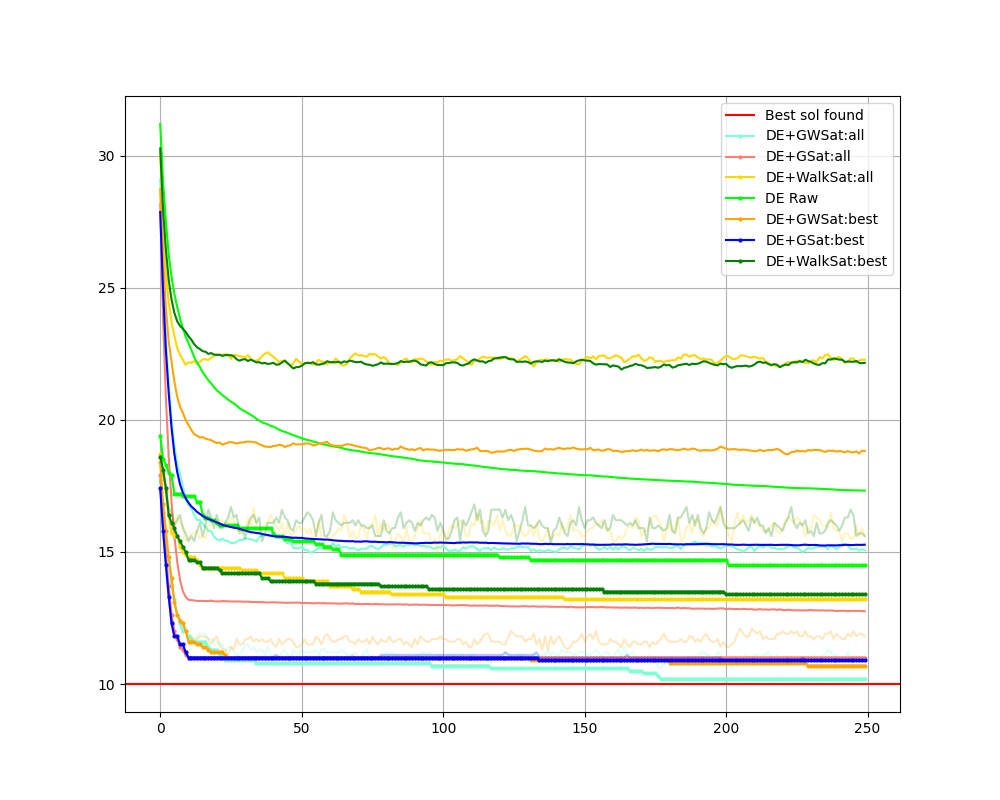 Best sol found
DE+GWSat:all
DE+GSat:all
DE+WalkSat:all
DE Raw
DE+GWSat:best
DE+GSat:best
DE+WalkSat:best
30
25
20
15
10
0 50 100 150 200 250